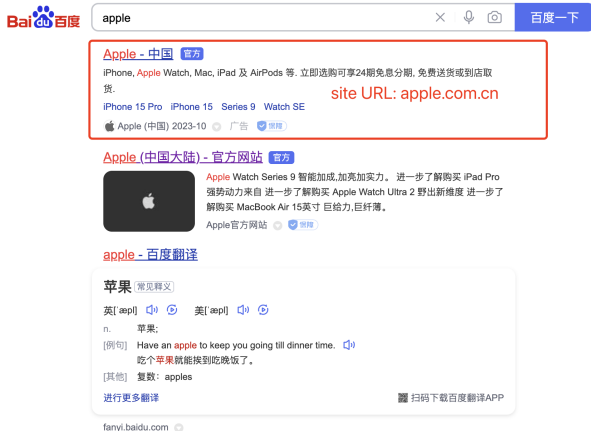 Bai du 百度
apple
百度一下
Apple - 中国 官方
iPhone, Apple Watch, Mac, iPad 及 AirPods 等. 立即选购可享24期免息分期, 免费送货或到店取
货.
site URL: apple.com.cn
iPhone 15 Pro iPhone 15 Series 9 Watch SE
Apple (中国) 2023-10 广告 保障
Apple (中国大陆) - 官方网站 官方
Apple Watch Series 9 智能加成,加亮加实力。 进一步了解购买 iPad Pro
强势动力来自 进一步了解购买 Apple Watch Ultra 2 野出新维度 进一步了
解购买 MacBook Air 15英寸 巨给力,巨纤薄。
Apple官方网站 保障
apple - 百度翻译
苹果 常见释义
英[ˈæpl] 美[ˈæpl]
n. 苹果;
[例句] Have an apple to keep you going till dinner time.
吃个苹果就能挨到吃晚饭了。
[其他] 复数：apples
进行更多翻译 扫码下载百度翻译APP
fanyi.baidu.com